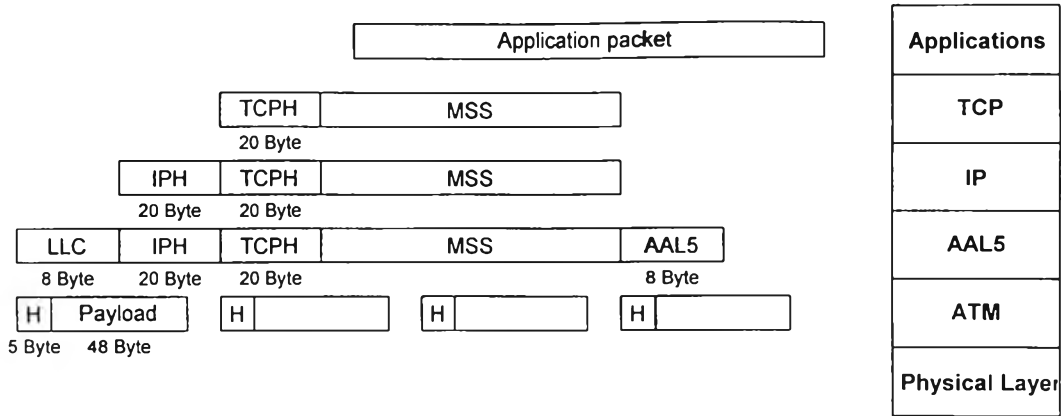 Application packet
Applications
TCPH MSS
TCP
20 Byte
IPH TCPH MSS
IP
20 Byte 20 Byte
LLC IPH TCPH MSS AAL5
AAL5
8 Byte 20 Byte 20 Byte 8 Byte
H Payload H H H
ATM
5 Byte 48 Byte
Physical Layer